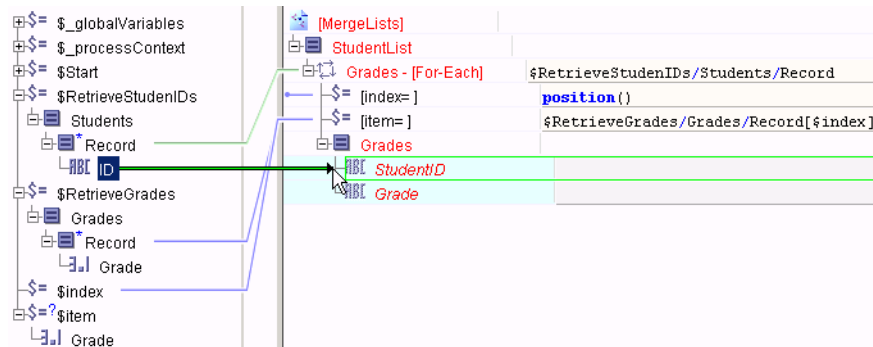 $_globalVariables
$_processContext
$Start
$RetrieveStudenIDs
Students
Record
ID
$RetrieveGrades
Grades
Record
Grade
$index
$item
Grade
[MergeLists]
StudentList
Grades - [For-Each] $RetrieveStudenIDs/Students/Record
[index= ] position()
[item= ] $RetrieveGrades/Grades/Record[$index]
Grades
StudentID
Grade